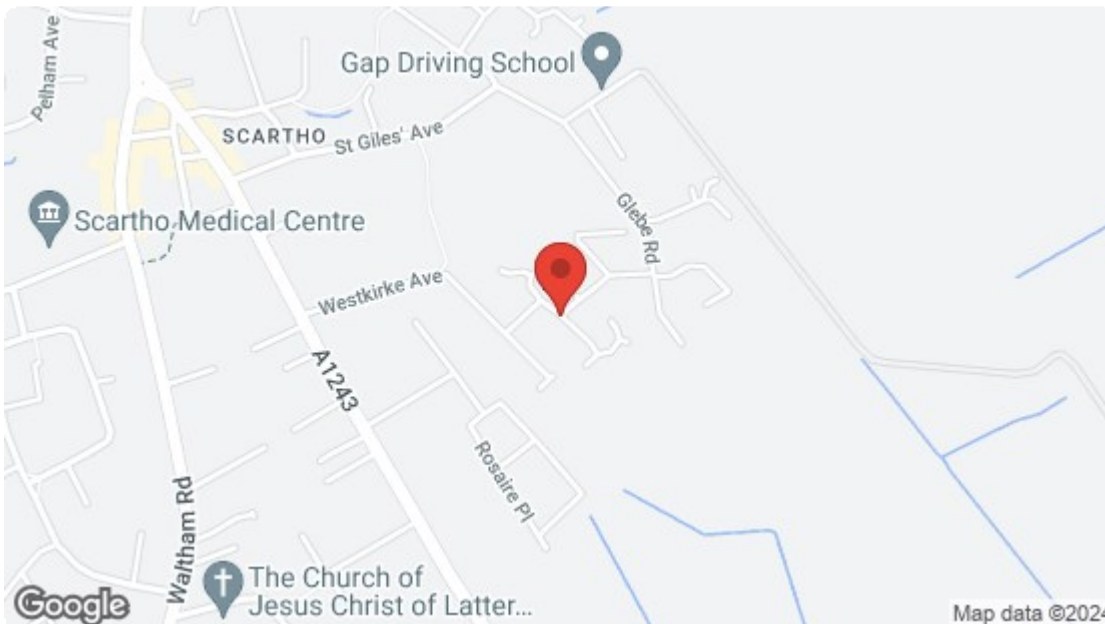 Pelham Ave
Gap Driving School
SCARTHO
St Giles' Ave
Scartho Medical Centre
Glebe Rd
Westkirke Ave
A1243
Rosaire Pl
Waltham Rd
The Church of
Jesus Christ of Latter...
Google
Map data ©2024